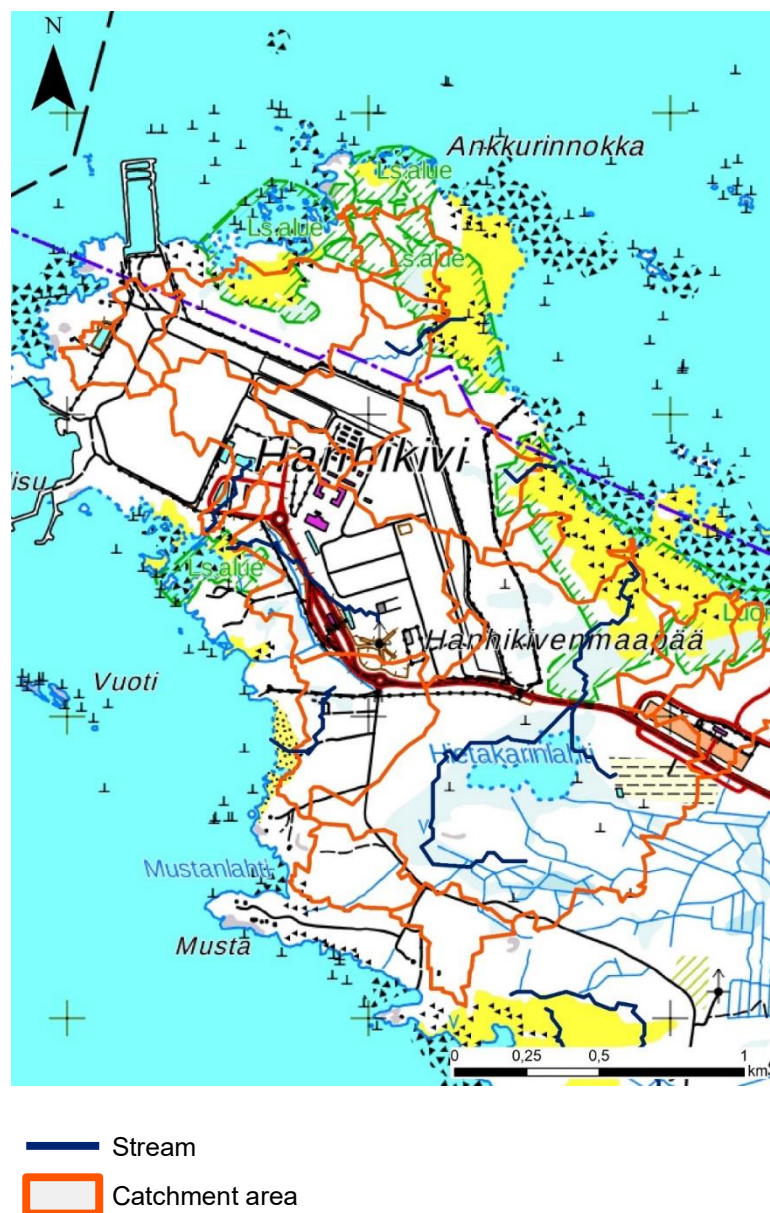 N
Ankkurinnokka
Ls.alue
Ls.alue
Ls.alue
Hanhikivi
Ls.alue
Hanhikivenmaapää
Vuoti
Hietakarinlahti
V
Mustanlahti
Musta
V
0 0,25 0,5 1
km
Stream
Catchment area